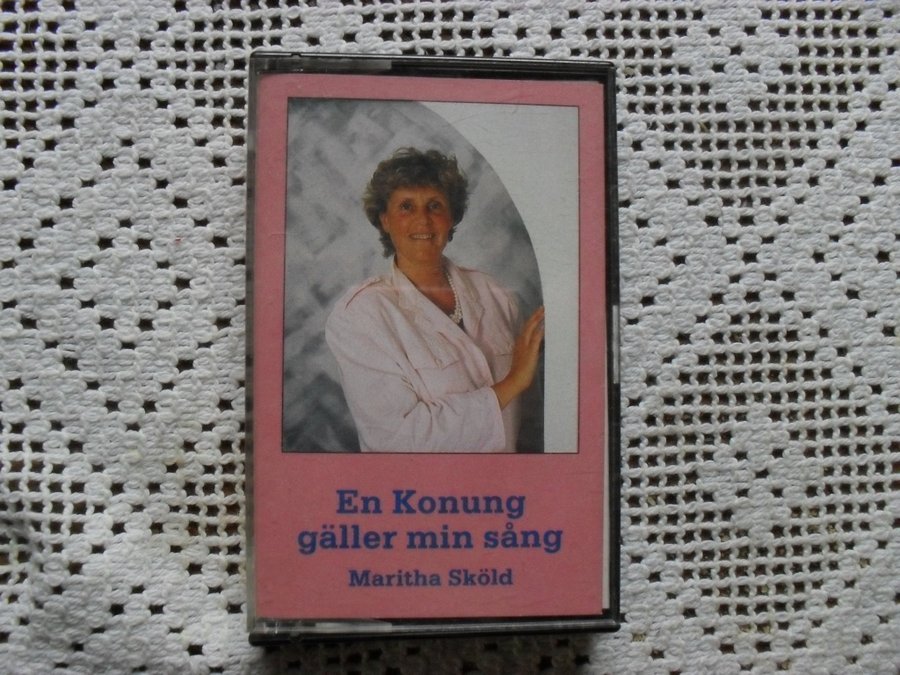 En Konung
gäller min sång
Maritha Sköld